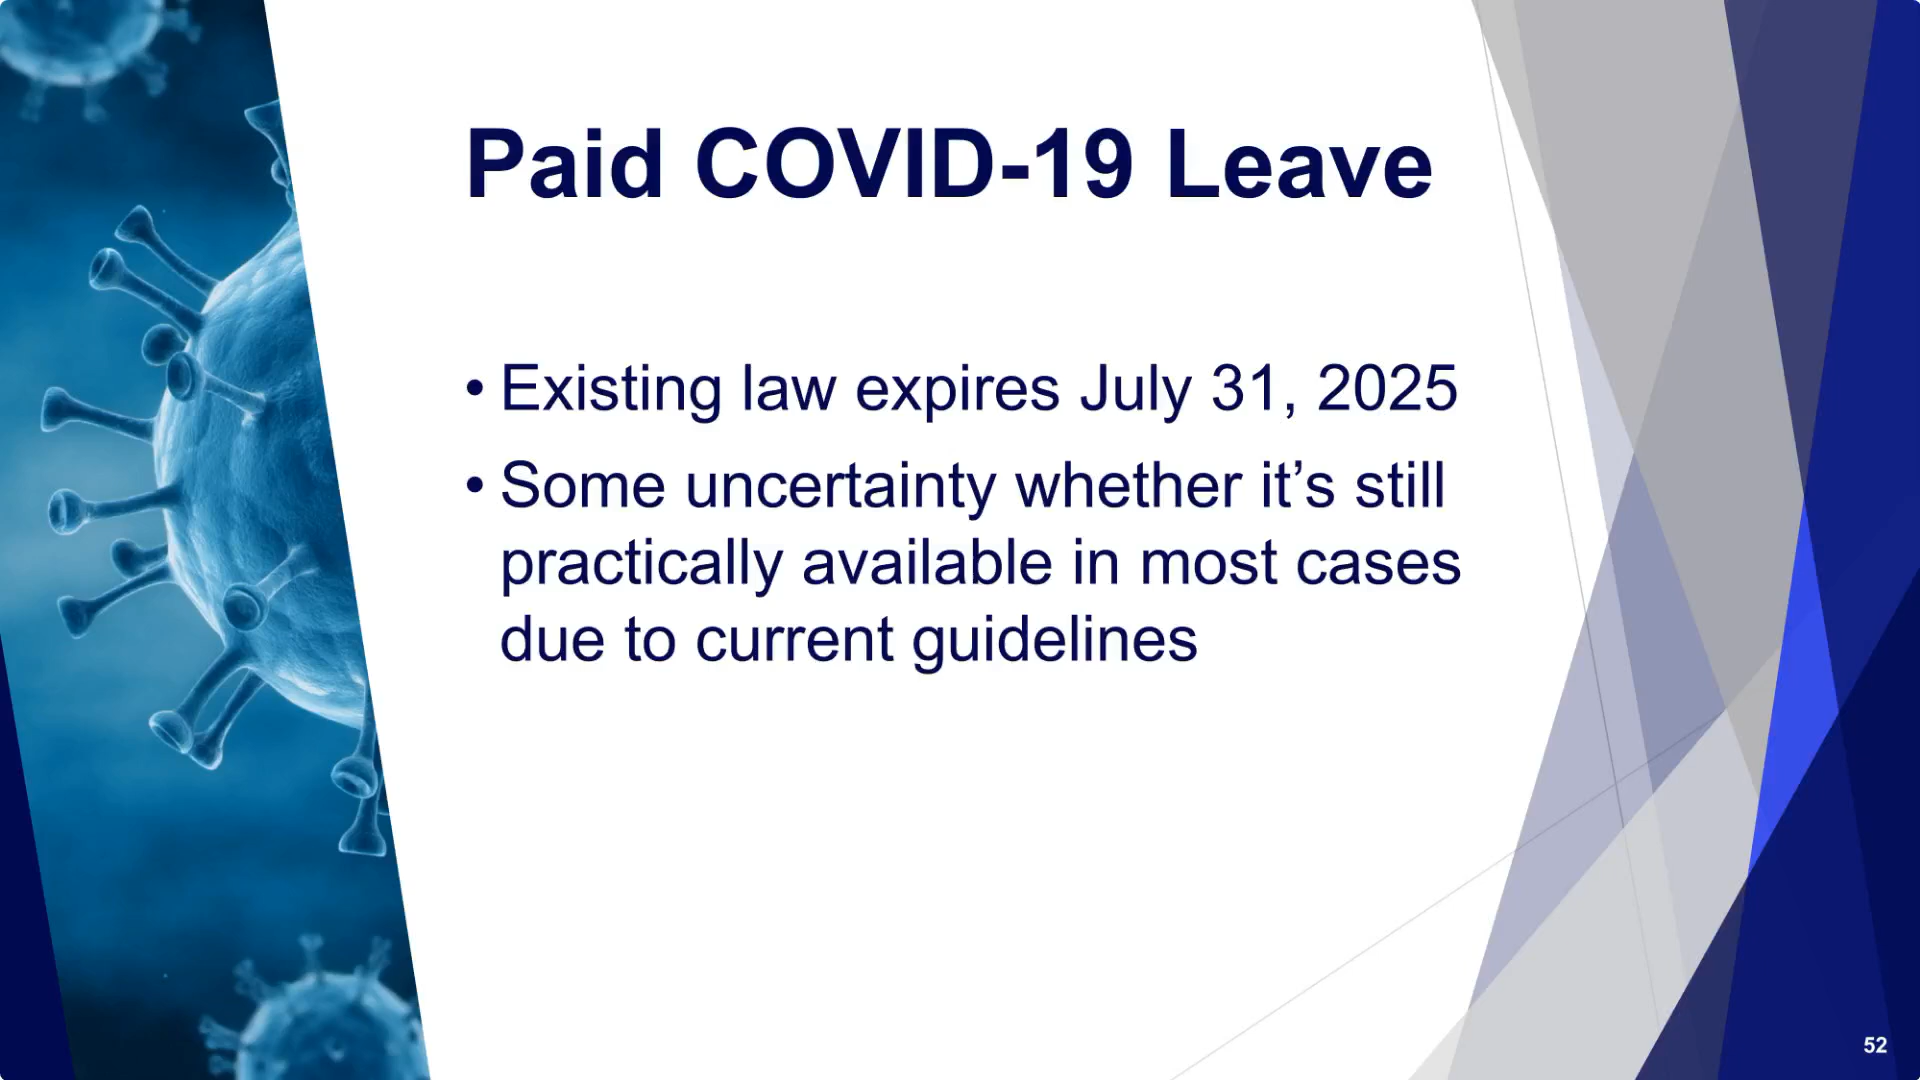 Paid COVID-19 Leave
• Existing law expires July 31, 2025
• Some uncertainty whether it’s still
practically available in most cases
due to current guidelines
52